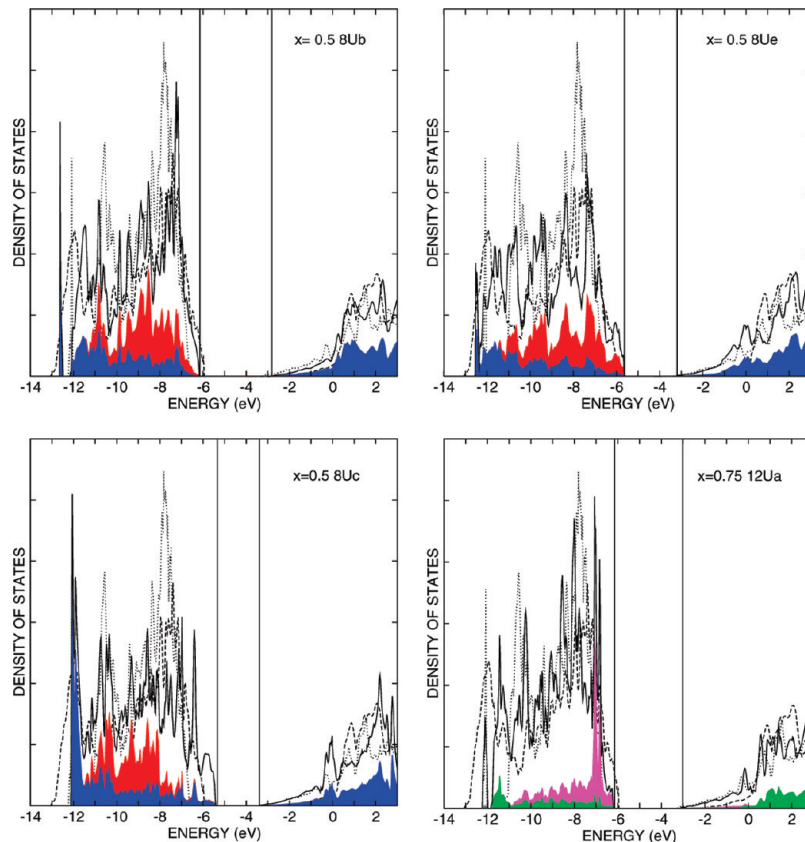 x= 0.5 8Ub
DENSITY OF STATES
-14 -12 -10 -8 -6 -4 -2 0 2
ENERGY (eV)
x= 0.5 8Ue
DENSITY OF STATES
-14 -12 -10 -8 -6 -4 -2 0 2
ENERGY (eV)
x=0.5 8Uc
DENSITY OF STATES
-14 -12 -10 -8 -6 -4 -2 0 2
ENERGY (eV)
x=0.75 12Ua
DENSITY OF STATES
-14 -12 -10 -8 -6 -4 -2 0 2
ENERGY (eV)